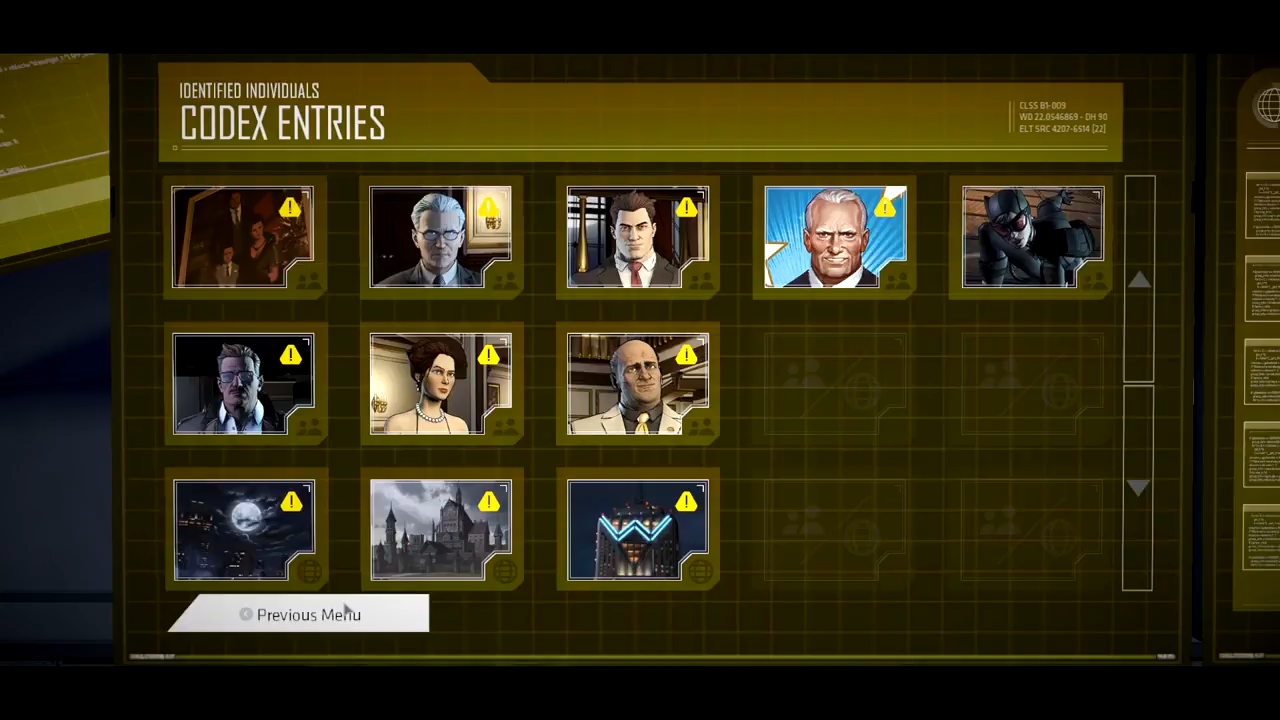 IDENTIFIED INDIVIDUALS
CODEX ENTRIES
CLSS B1-009
WD 22.0546869 - DH 90
ELT SRC 4207-6514 [22]
Previous Menu